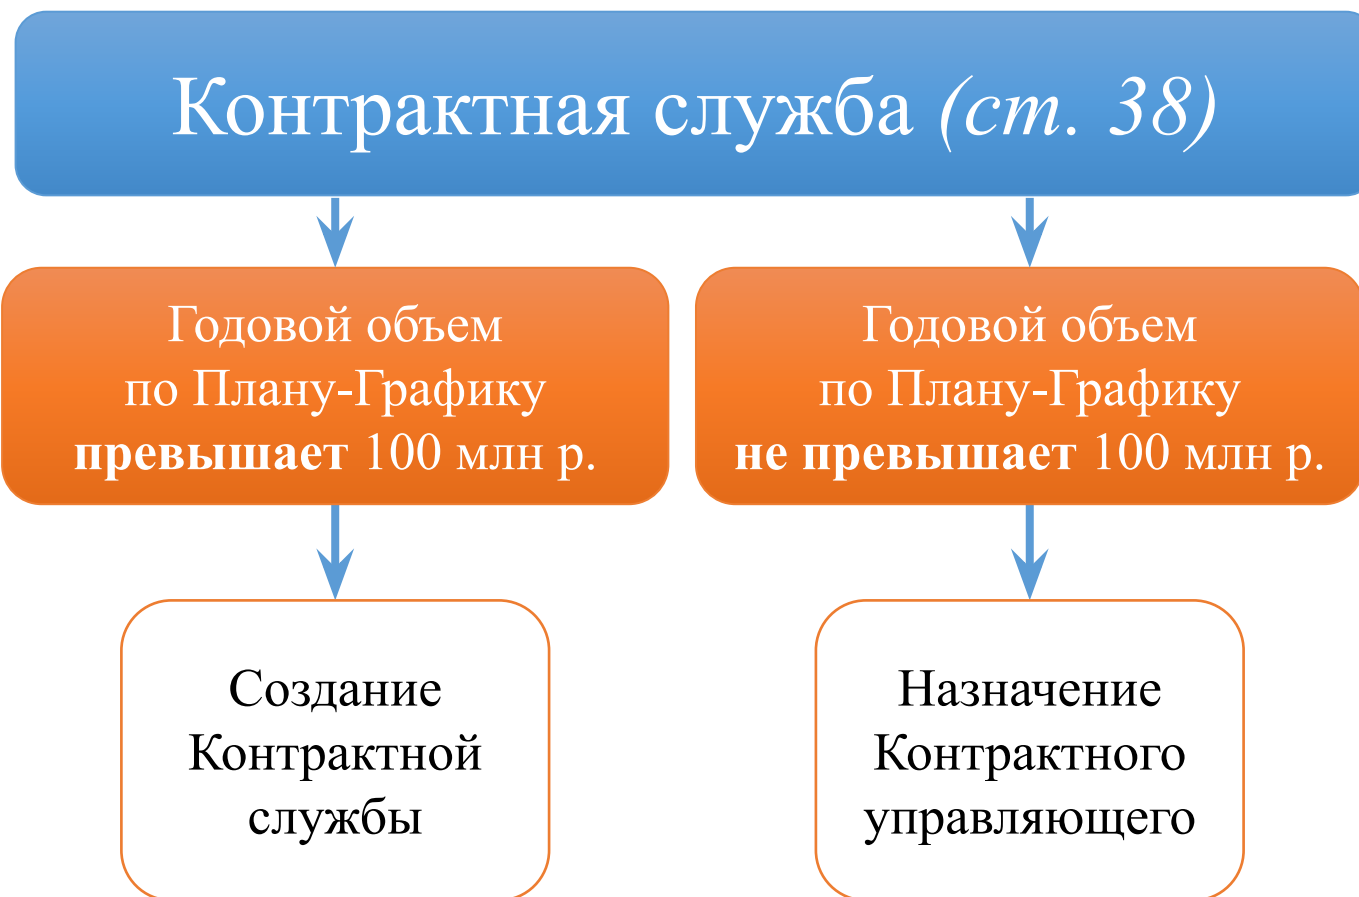 Контрактная служба (ст. 38)
Годовой объем
по Плану-Графику
превышает 100 млн р.
Годовой объем
по Плану-Графику
не превышает 100 млн р.
Создание
Контрактной
службы
Назначение
Контрактного
управляющего